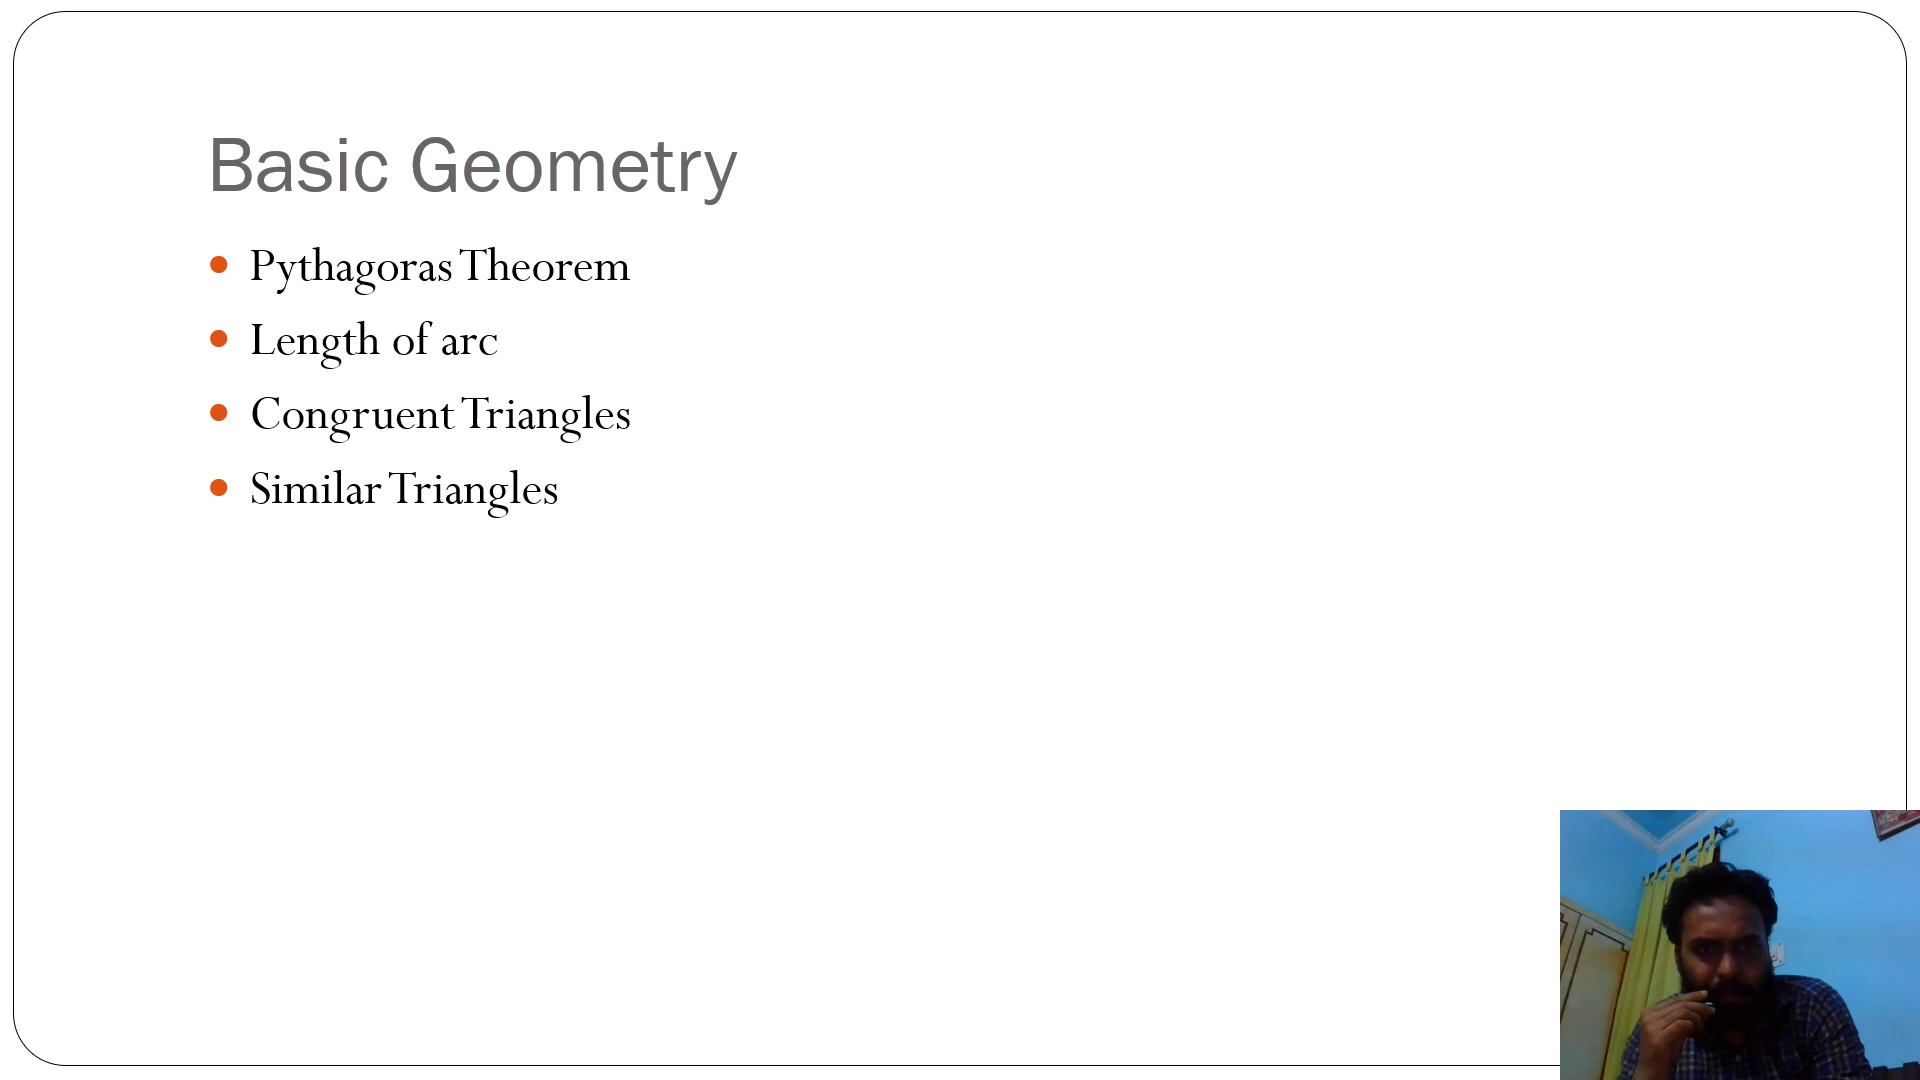 Basic Geometry
Pythagoras Theorem
Length of arc
Congruent Triangles
Similar Triangles